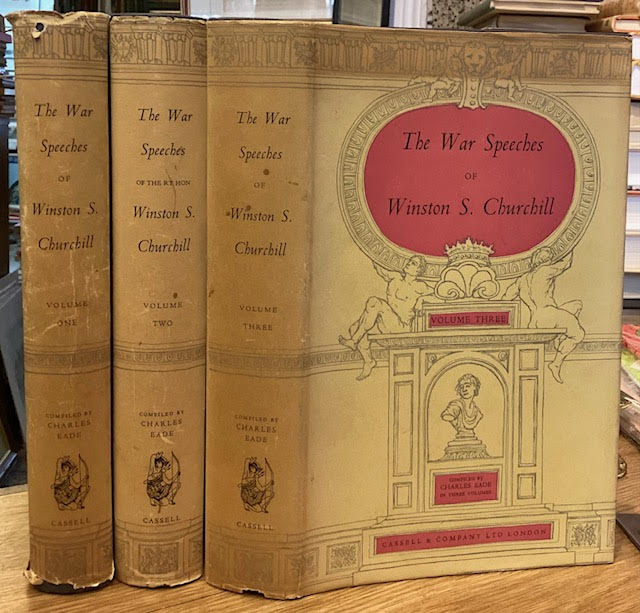 The War
Speeches
OF
Winston S.
Churchill
VOLUME
ONE
COMPILED BY
CHARLES
EADE
CASSELL
The War
Speeches
OF THE RT HON
Winston S.
Churchill
VOLUME
TWO
COMPILED BY
CHARLES
EADE
CASSELL
The War
Speeches
OF
Winston S.
Churchill
VOLUME
THREE
COMPILED BY
CHARLES
EADE
CASSELL
The War Speeches
OF
Winston S. Churchill
VOLUME THREE
COMPILED BY
CHARLES EADE
IN THREE VOLUMES
CASSELL & COMPANY LTD LONDON